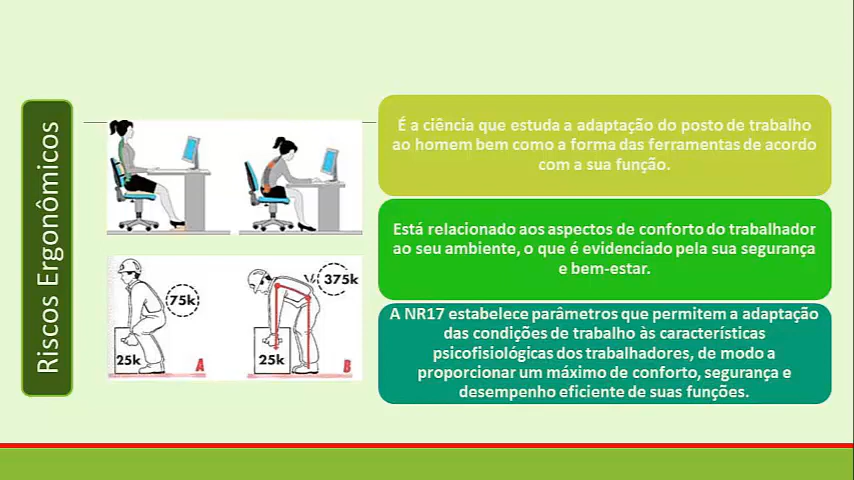 Riscos Ergonômicos
É a ciência que estuda a adaptação do posto de trabalho
ao homem bem como a forma das ferramentas de acordo
com a sua função.
Está relacionado aos aspectos de conforto do trabalhador
ao seu ambiente, o que é evidenciado pela sua segurança
e bem-estar.
A NR17 estabelece parâmetros que permitem a adaptação
das condições de trabalho às características
psicofisiológicas dos trabalhadores, de modo a
proporcionar um máximo de conforto, segurança e
desempenho eficiente de suas funções.
75k
25k
A
375k
25k
B